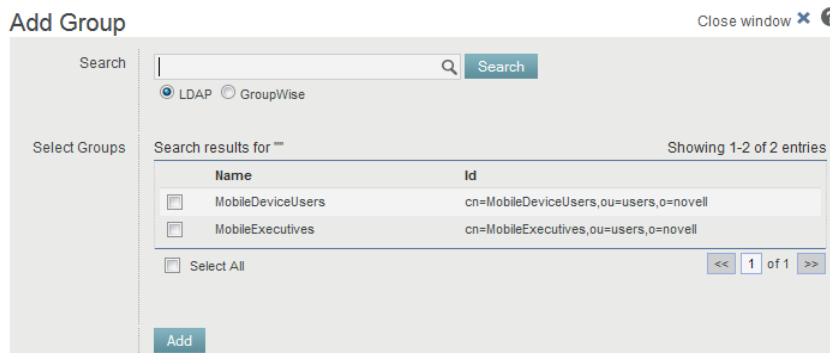 Add Group
Close window
Search
Search
LDAP GroupWise
Select Groups
Search results for ""
Showing 1-2 of 2 entries
Name Id
MobileDeviceUsers cn=MobileDeviceUsers,ou=users,o=novell
MobileExecutives cn=MobileExecutives,ou=users,o=novell
Select All
<< 1 of 1 >>
Add